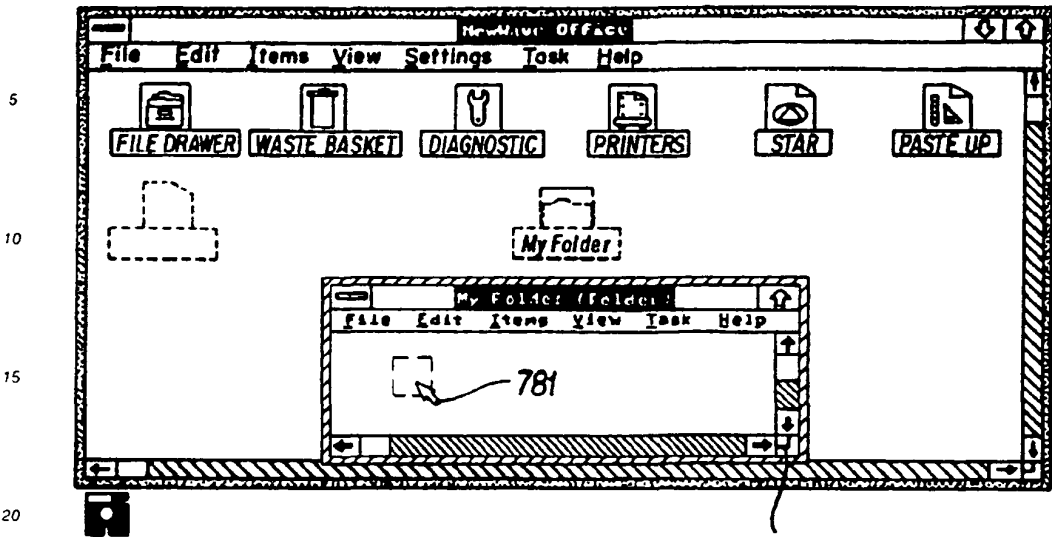 NewWave Office
File Edit Items View Settings Task Help
5
FILE DRAWER WASTE BASKET DIAGNOSTIC PRINTERS STAR PASTE UP
10
My Folder
My Folder (Folder)
File Edit Items View Task Help
15
781
20